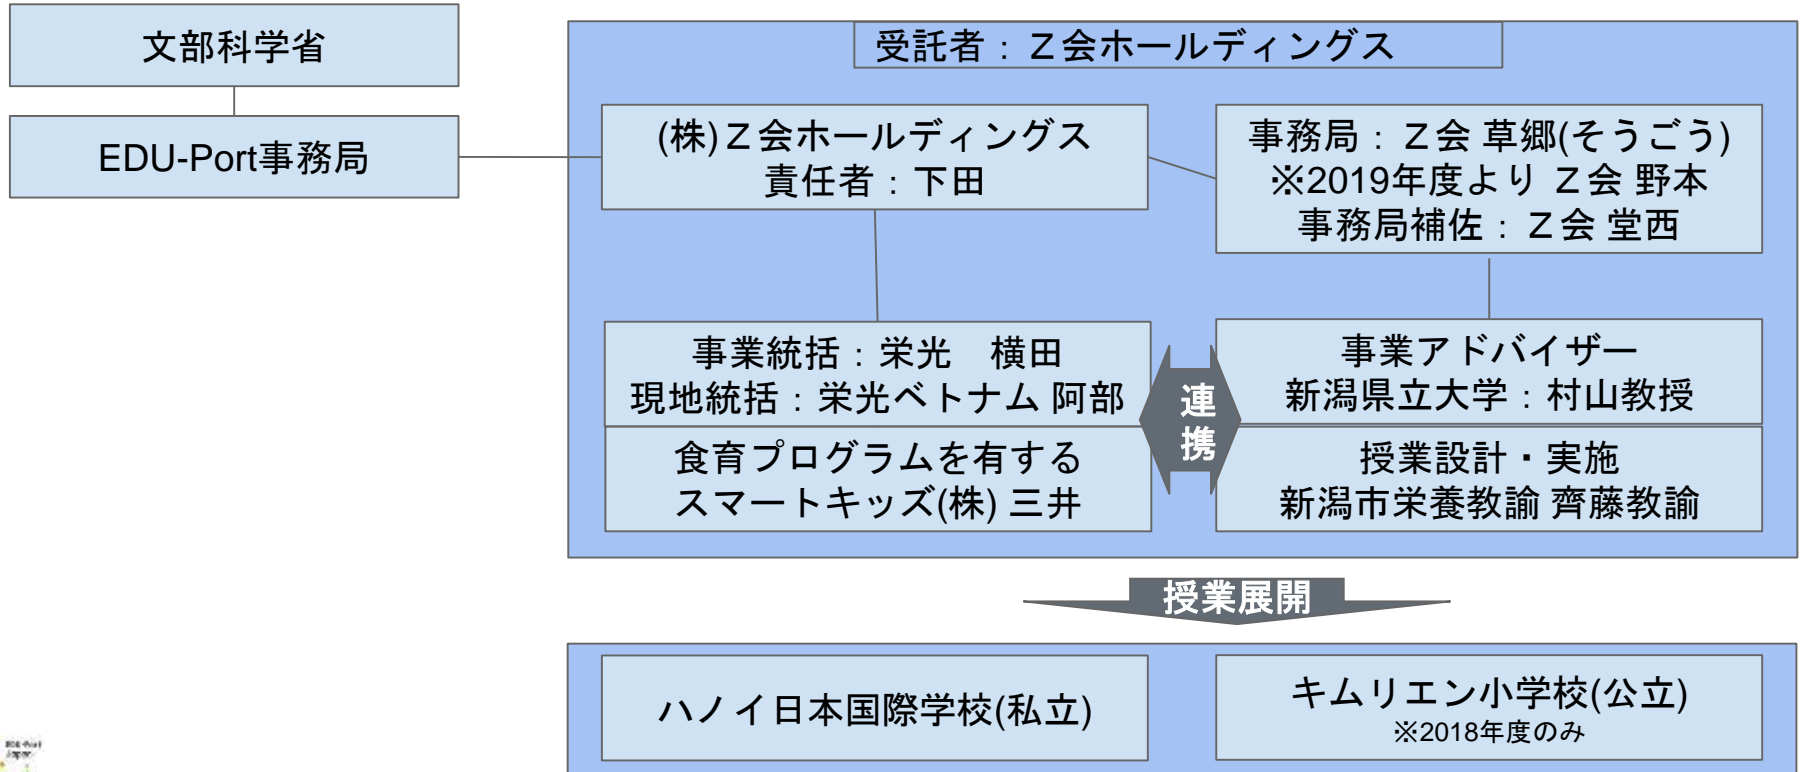 文部科学省
EDU-Port事務局
受託者：Ｚ会ホールディングス
(株)Ｚ会ホールディングス
責任者：下田
事務局：Ｚ会 草郷(そうごう)
※2019年度より Ｚ会 野本
事務局補佐：Ｚ会 堂西
事業統括：栄光　横田
現地統括：栄光ベトナム 阿部
食育プログラムを有する
スマートキッズ(株) 三井
連
携
事業アドバイザー
新潟県立大学：村山教授
授業設計・実施
新潟市栄養教諭 齊藤教諭
授業展開
ハノイ日本国際学校(私立)
キムリエン小学校(公立)
※2018年度のみ
EDU-Port
Japan